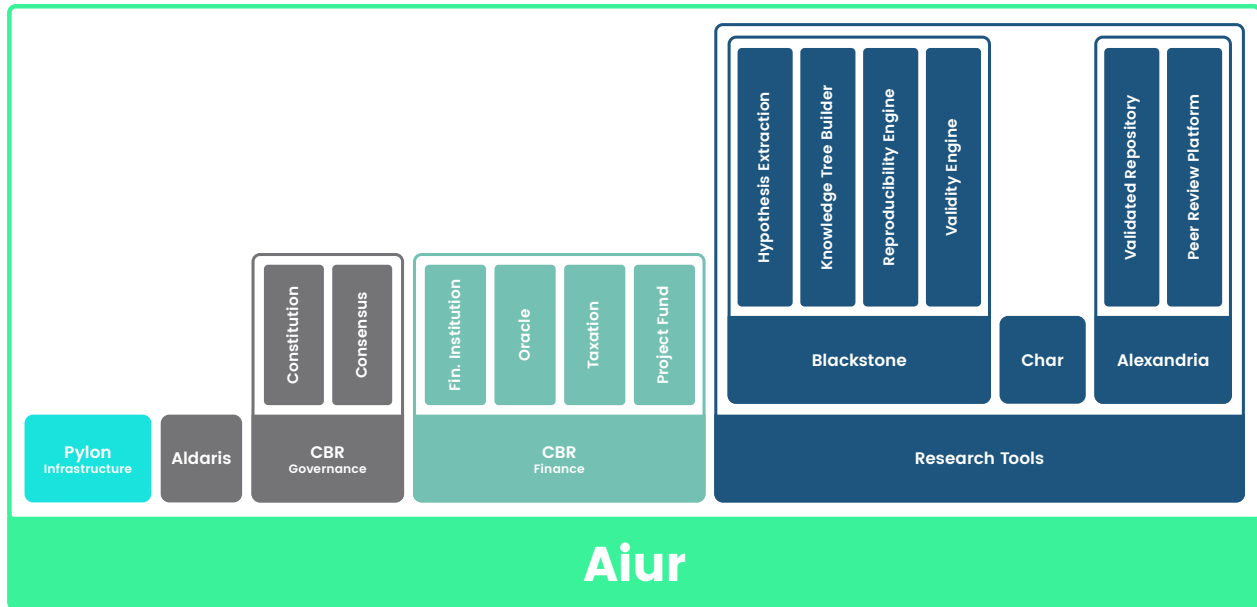 Hypothesis Extraction
Knowledge Tree Builder
Reproducibility Engine
Validity Engine
Validated Repository
Peer Review Platform
Constitution
Consensus
Fin. Institution
Oracle
Taxation
Project Fund
Blackstone
Char
Alexandria
Pylon
Infrastructure
Aldaris
CBR
Governance
CBR
Finance
Research Tools
Aiur